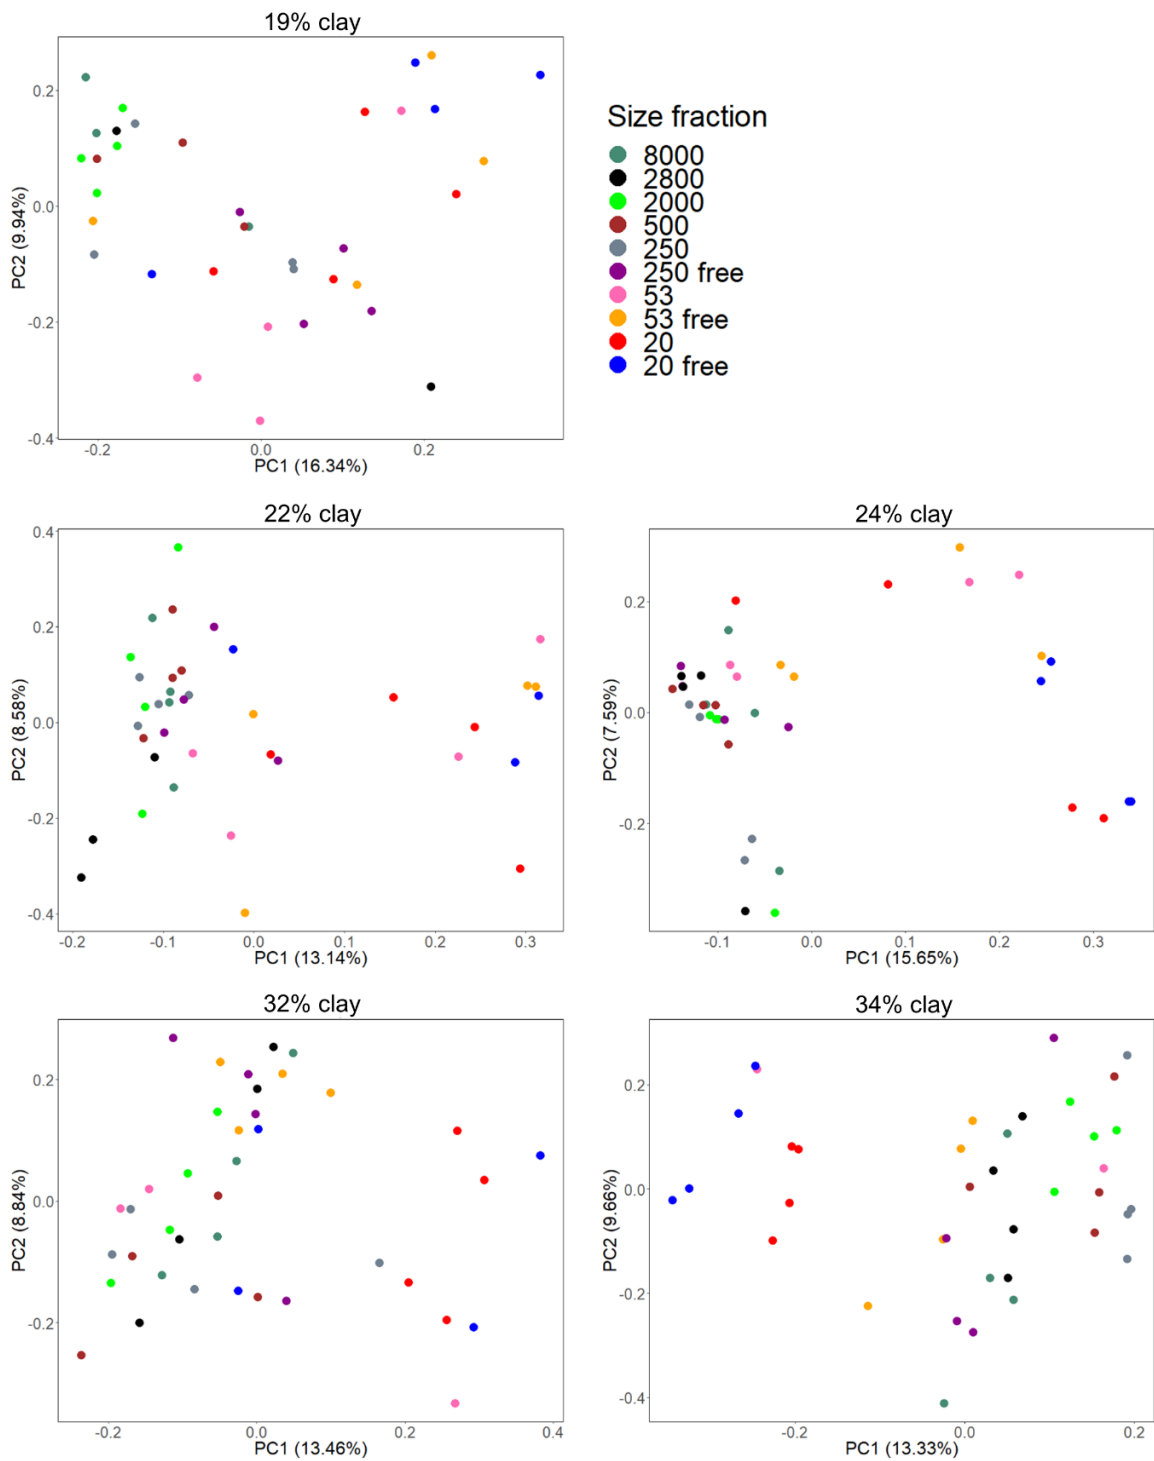 19% clay
0.2
0.0
-0.2
-0.4
PC2 (9.94%)
-0.2
0.0
0.2
PC1 (16.34%)
Size fraction
8000
2800
2000
500
250
250 free
53
53 free
20
20 free
22% clay
0.4
0.2
0.0
-0.2
-0.4
PC2 (8.58%)
-0.2
-0.1
0.0
0.1
0.2
0.3
PC1 (13.14%)
24% clay
0.2
0.0
-0.2
PC2 (7.59%)
-0.1
0.0
0.1
0.2
0.3
PC1 (15.65%)
32% clay
0.2
0.0
-0.2
PC2 (8.84%)
-0.2
0.0
0.2
0.4
PC1 (13.46%)
34% clay
0.2
0.0
-0.2
-0.4
PC2 (9.66%)
-0.2
0.0
0.2
PC1 (13.33%)